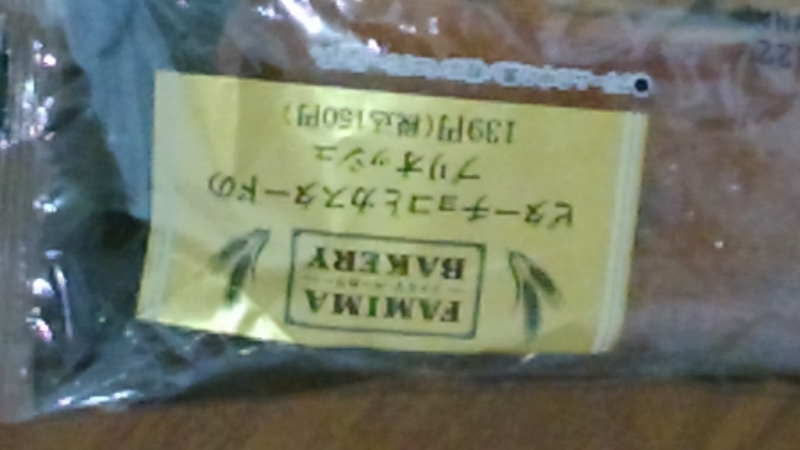 FAMIMA
BAKERY
ビターチョコとカスタードの
ブリオッシュ
139円(税込150円)